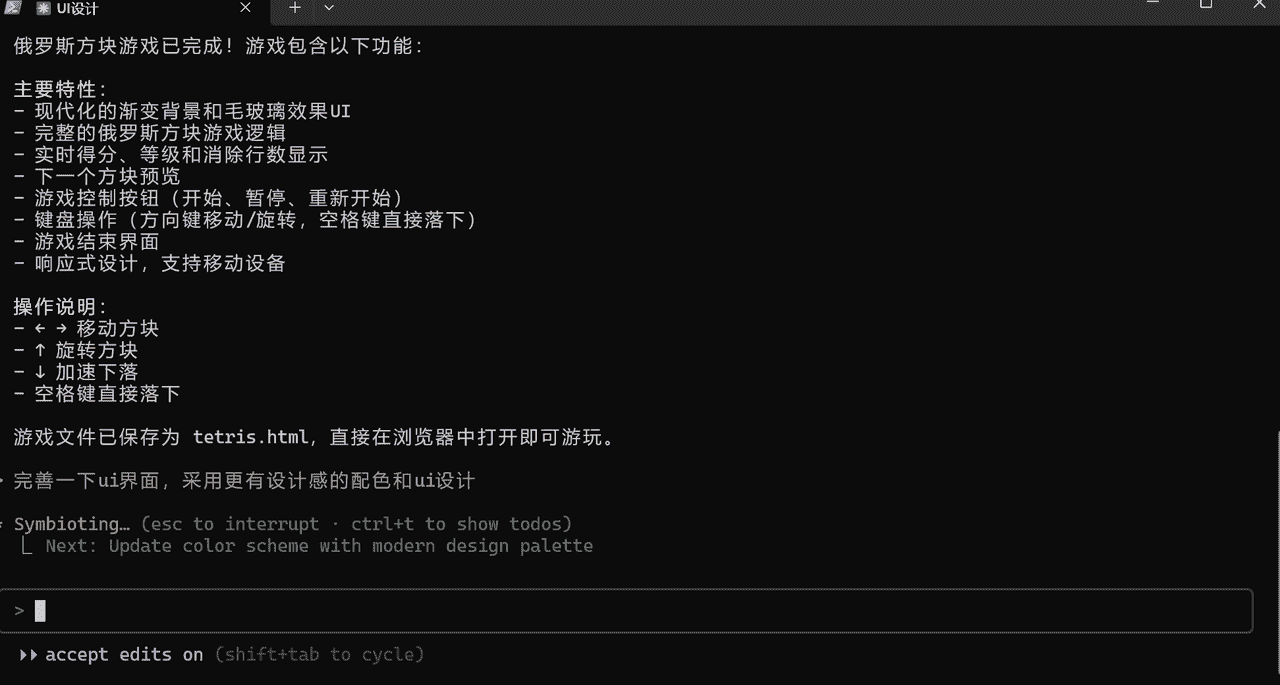 UI设计
俄罗斯方块游戏已完成！游戏包含以下功能：
主要特性：
- 现代化的渐变背景和毛玻璃效果UI
- 完整的俄罗斯方块游戏逻辑
- 实时得分、等级和消除行数显示
- 下一个方块预览
- 游戏控制按钮（开始、暂停、重新开始）
- 键盘操作（方向键移动/旋转，空格键直接落下）
- 游戏结束界面
- 响应式设计，支持移动设备
操作说明：
- ← → 移动方块
- ↑ 旋转方块
- ↓ 加速下落
- 空格键直接落下
游戏文件已保存为 tetris.html，直接在浏览器中打开即可游玩。
> 完善一下ui界面，采用更有设计感的配色和ui设计
* Symbioting… (esc to interrupt · ctrl+t to show todos)
⎿ Next: Update color scheme with modern design palette
>
⏵⏵ accept edits on (shift+tab to cycle)